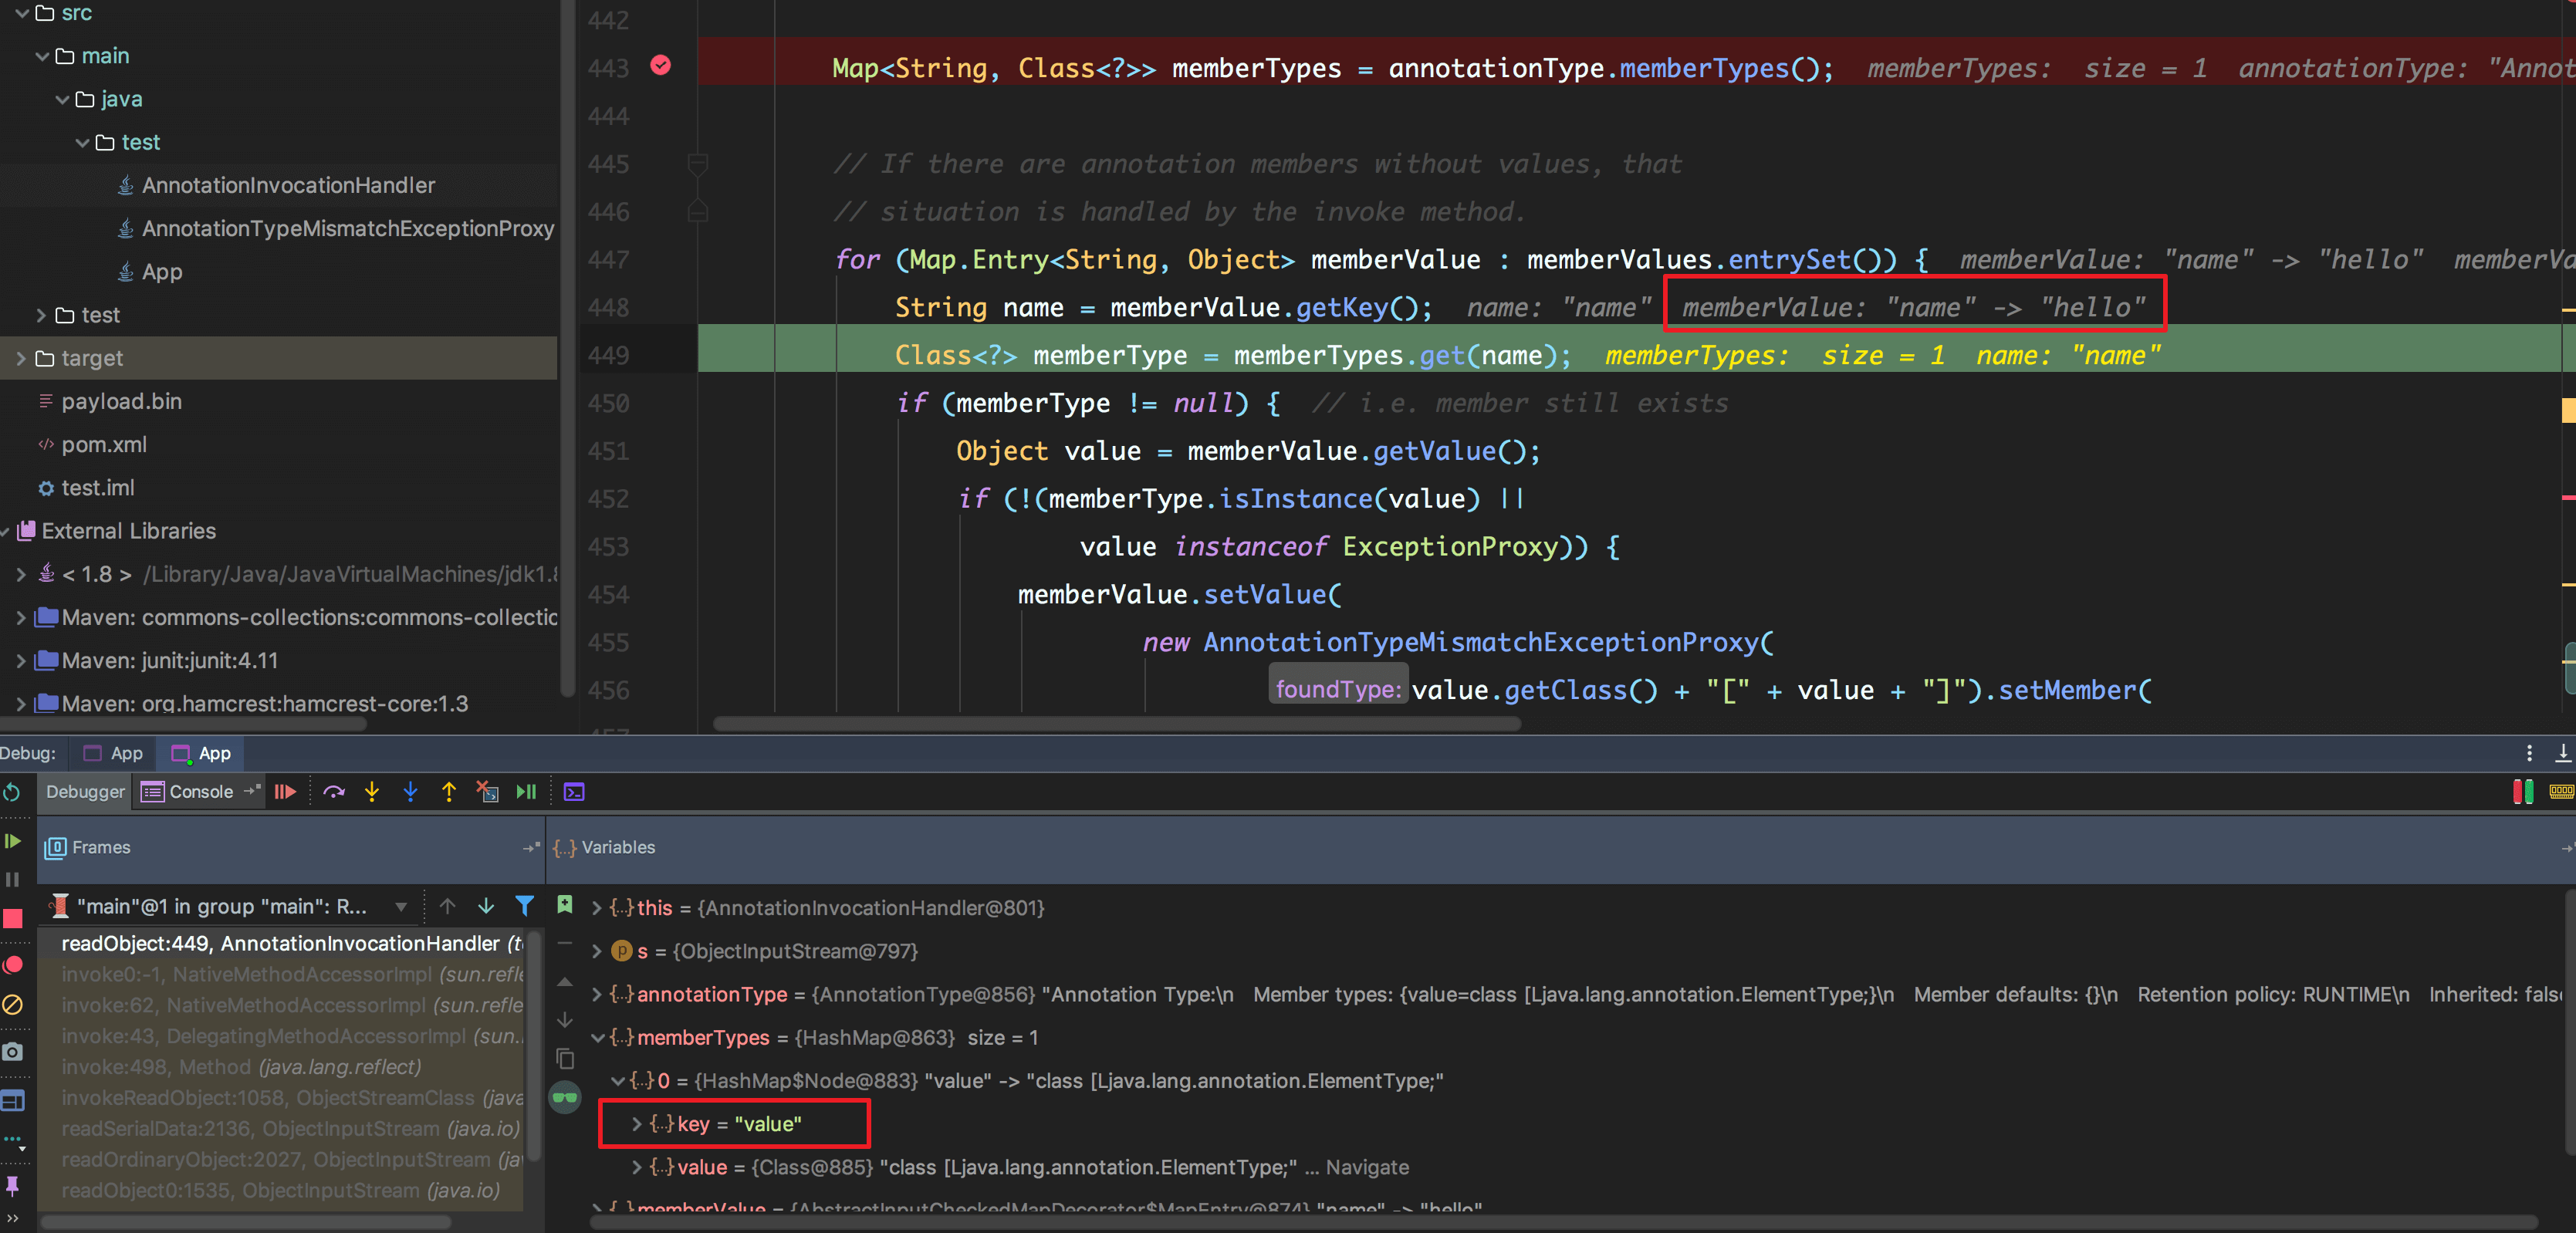 src
main
java
test
AnnotationInvocationHandler
AnnotationTypeMismatchExceptionProxy
App
test
target
payload.bin
pom.xml
test.iml
External Libraries
< 1.8 > /Library/Java/JavaVirtualMachines/jdk1.8
Maven: commons-collections:commons-collectio
Maven: junit:junit:4.11
Maven: org.hamcrest:hamcrest-core:1.3
442
443 Map<String, Class<?>> memberTypes = annotationType.memberTypes(); memberTypes: size = 1 annotationType: "Annot
444
445 // If there are annotation members without values, that
446 // situation is handled by the invoke method.
447 for (Map.Entry<String, Object> memberValue : memberValues.entrySet()) { memberValue: "name" -> "hello" memberVa
448 String name = memberValue.getKey(); name: "name" memberValue: "name" -> "hello"
449 Class<?> memberType = memberTypes.get(name); memberTypes: size = 1 name: "name"
450 if (memberType != null) { // i.e. member still exists
451 Object value = memberValue.getValue();
452 if (!(memberType.isInstance(value) ||
453 value instanceof ExceptionProxy)) {
454 memberValue.setValue(
455 new AnnotationTypeMismatchExceptionProxy(
456 foundType: value.getClass() + "[" + value + "]").setMember(
Debug: App App
Debugger Console
Frames
Variables
"main"@1 in group "main": R...
readObject:449, AnnotationInvocationHandler (te
invoke0:-1, NativeMethodAccessorImpl (sun.refle
invoke:62, NativeMethodAccessorImpl (sun.refle
invoke:43, DelegatingMethodAccessorImpl (sun.
invoke:498, Method (java.lang.reflect)
invokeReadObject:1058, ObjectStreamClass (java
readSerialData:2136, ObjectInputStream (java.io)
readOrdinaryObject:2027, ObjectInputStream (ja
readObject0:1535, ObjectInputStream (java.io)
this = {AnnotationInvocationHandler@801}
p s = {ObjectInputStream@797}
annotationType = {AnnotationType@856} "Annotation Type:\n Member types: {value=class [Ljava.lang.annotation.ElementType;}\n Member defaults: {}\n Retention policy: RUNTIME\n Inherited: false
memberTypes = {HashMap@863} size = 1
0 = {HashMap$Node@883} "value" -> "class [Ljava.lang.annotation.ElementType;"
key = "value"
value = {Class@885} "class [Ljava.lang.annotation.ElementType;" ... Navigate
memberValue = {AbstractInputCheckedMapDecorator$MapEntry@874} "name" -> "hello"